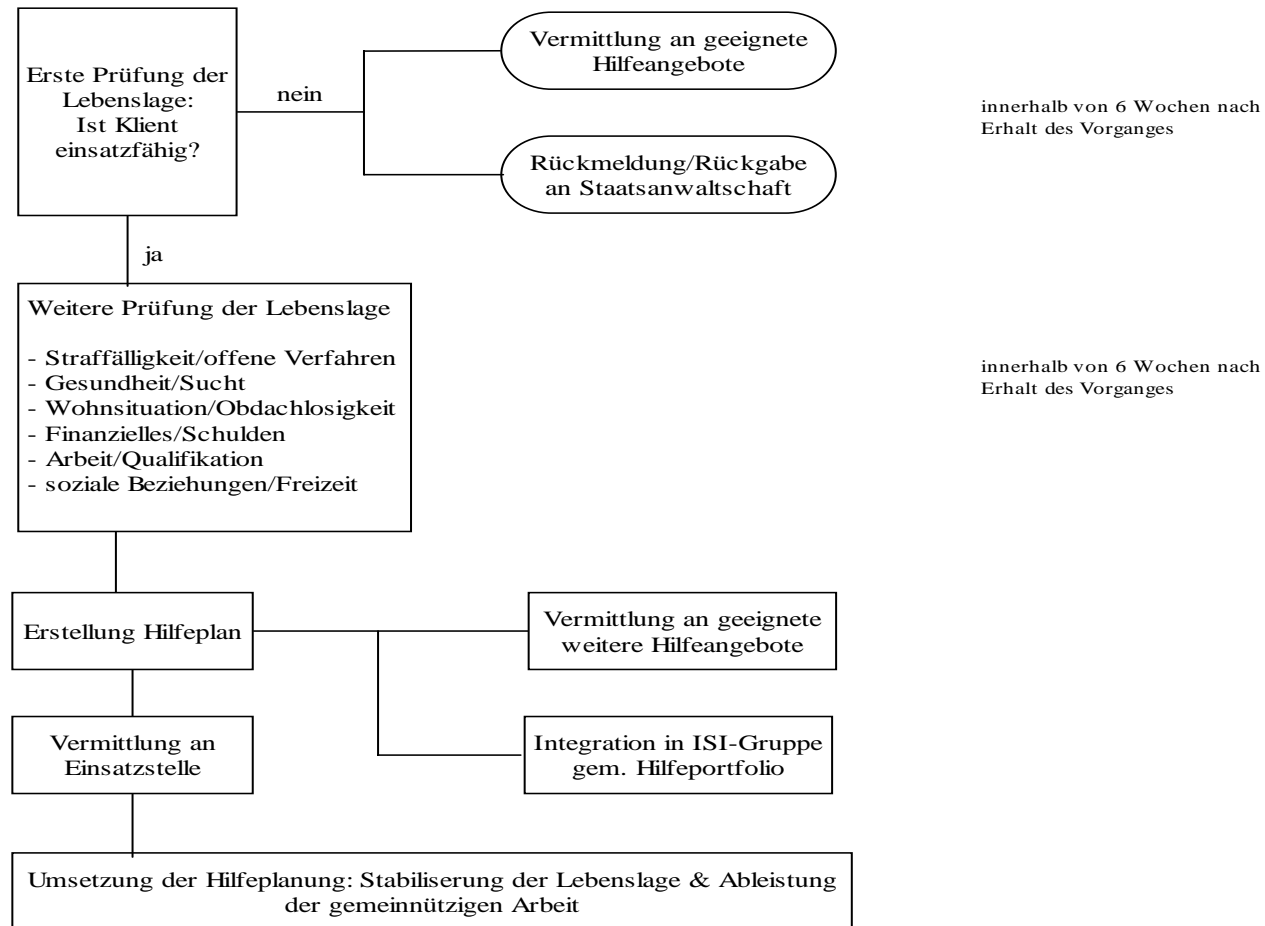 Erste Prüfung der
Lebenslage:
Ist Klient
einsatzfähig?
nein
Vermittlung an geeignete
Hilfeangebote
innerhalb von 6 Wochen nach
Erhalt des Vorganges
Rückmeldung/Rückgabe
an Staatsanwaltschaft
ja
Weitere Prüfung der Lebenslage
- Straffälligkeit/offene Verfahren
- Gesundheit/Sucht
- Wohnsituation/Obdachlosigkeit
- Finanzielles/Schulden
- Arbeit/Qualifikation
- soziale Beziehungen/Freizeit
innerhalb von 6 Wochen nach
Erhalt des Vorganges
Erstellung Hilfeplan
Vermittlung an geeignete
weitere Hilfeangebote
Vermittlung an
Einsatzstelle
Integration in ISI-Gruppe
gem. Hilfeportfolio
Umsetzung der Hilfeplanung: Stabiliserung der Lebenslage & Ableistung
der gemeinnützigen Arbeit